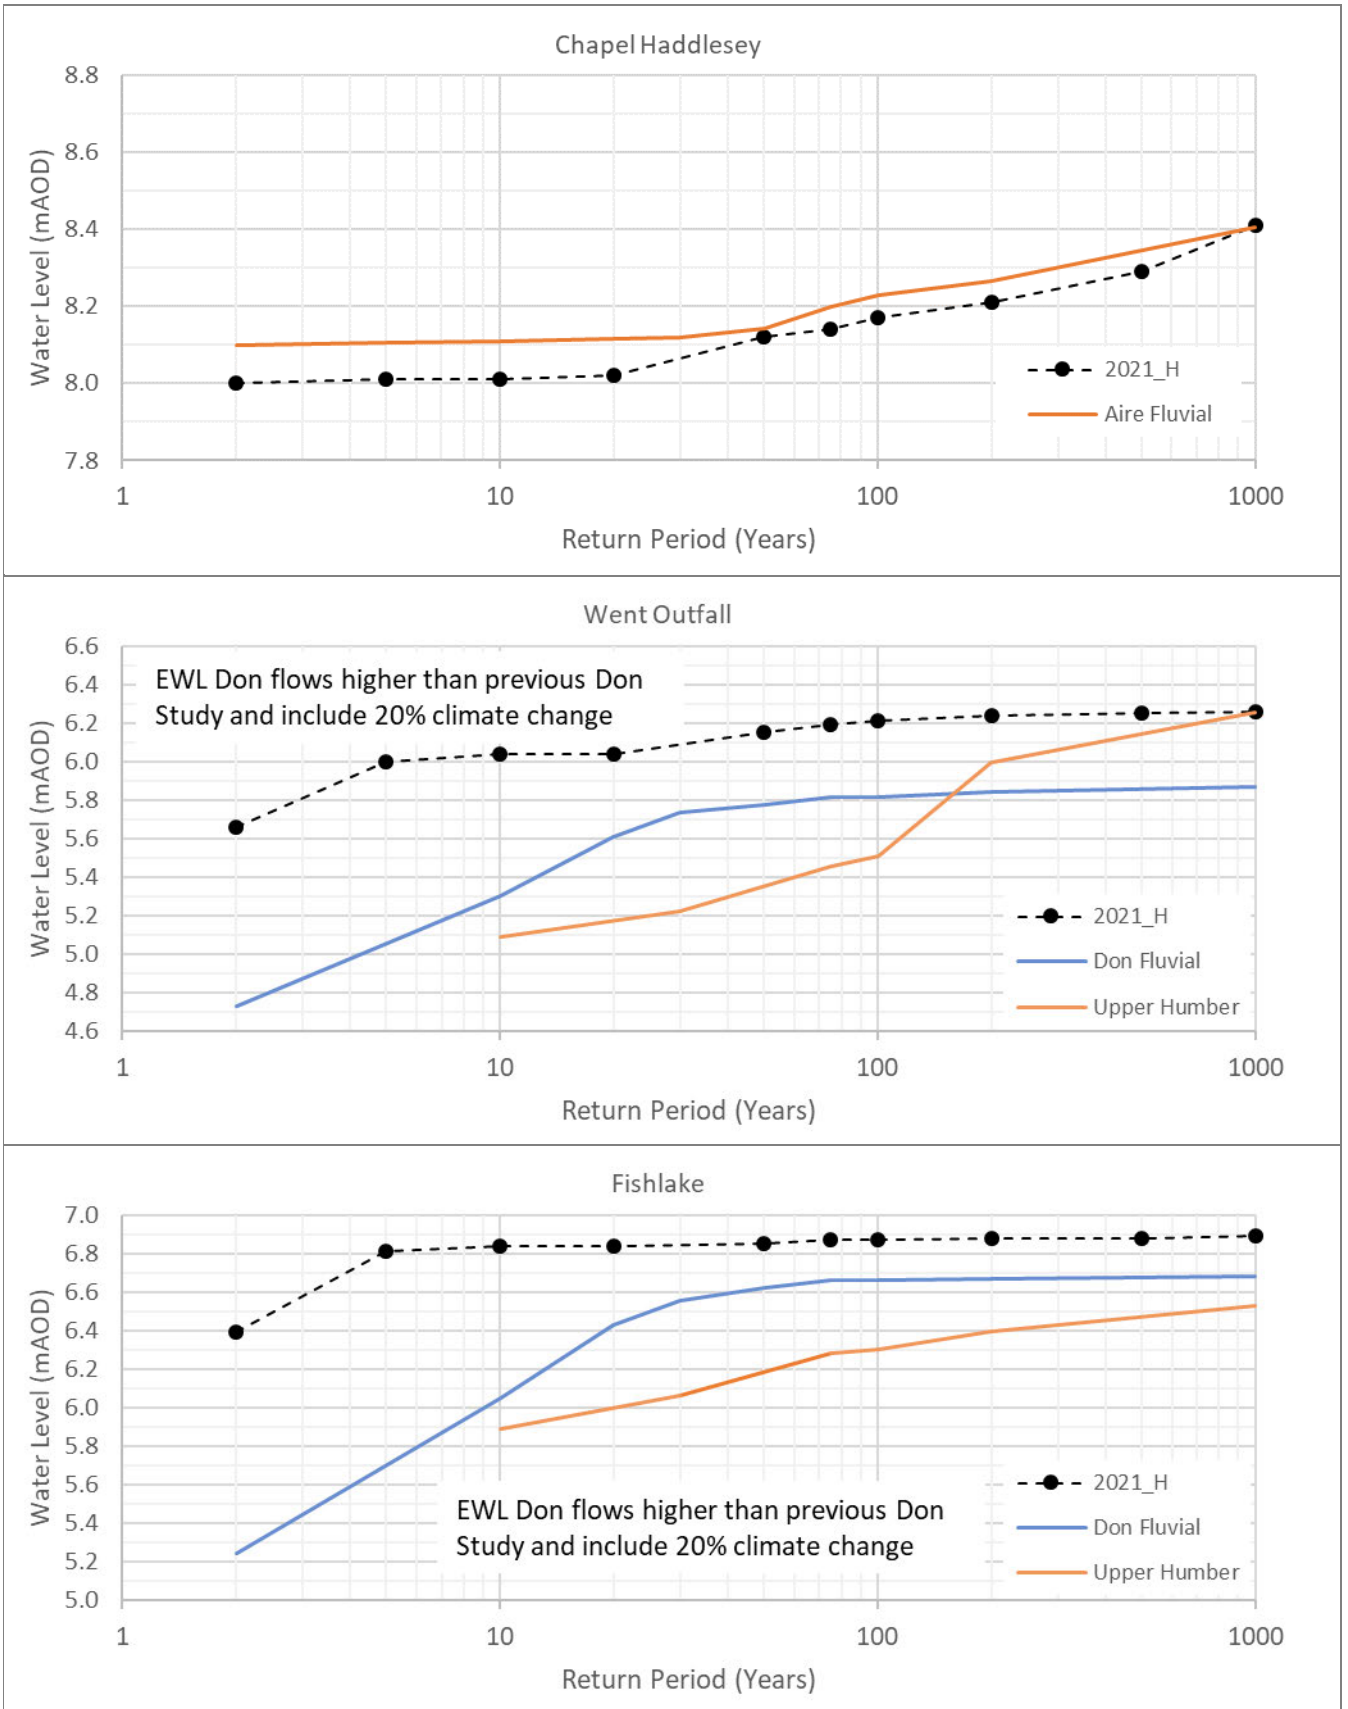 Chapel Haddlesey
8.8
8.6
8.4
8.2
8.0
7.8
Water Level (mAOD)
2021_H
Aire Fluvial
1 10 100 1000
Return Period (Years)
Went Outfall
6.6
6.4
6.2
6.0
5.8
5.6
5.4
5.2
5.0
4.8
4.6
Water Level (mAOD)
EWL Don flows higher than previous Don
Study and include 20% climate change
2021_H
Don Fluvial
Upper Humber
1 10 100 1000
Return Period (Years)
Fishlake
7.0
6.8
6.6
6.4
6.2
6.0
5.8
5.6
5.4
5.2
5.0
Water Level (mAOD)
EWL Don flows higher than previous Don
Study and include 20% climate change
2021_H
Don Fluvial
Upper Humber
1 10 100 1000
Return Period (Years)